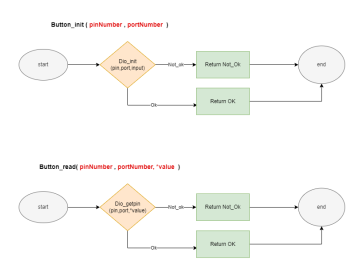 Button_init ( pinNumber , portNumber )
start
Dio_init
(pin,port,input)
Not_ok
Return Not_Ok
end
Ok
Return OK
Button_read( pinNumber , portNumber, *value )
start
Dio_getpin
(pin,port,*value)
Not_ok
Return Not_Ok
end
Ok
Return OK